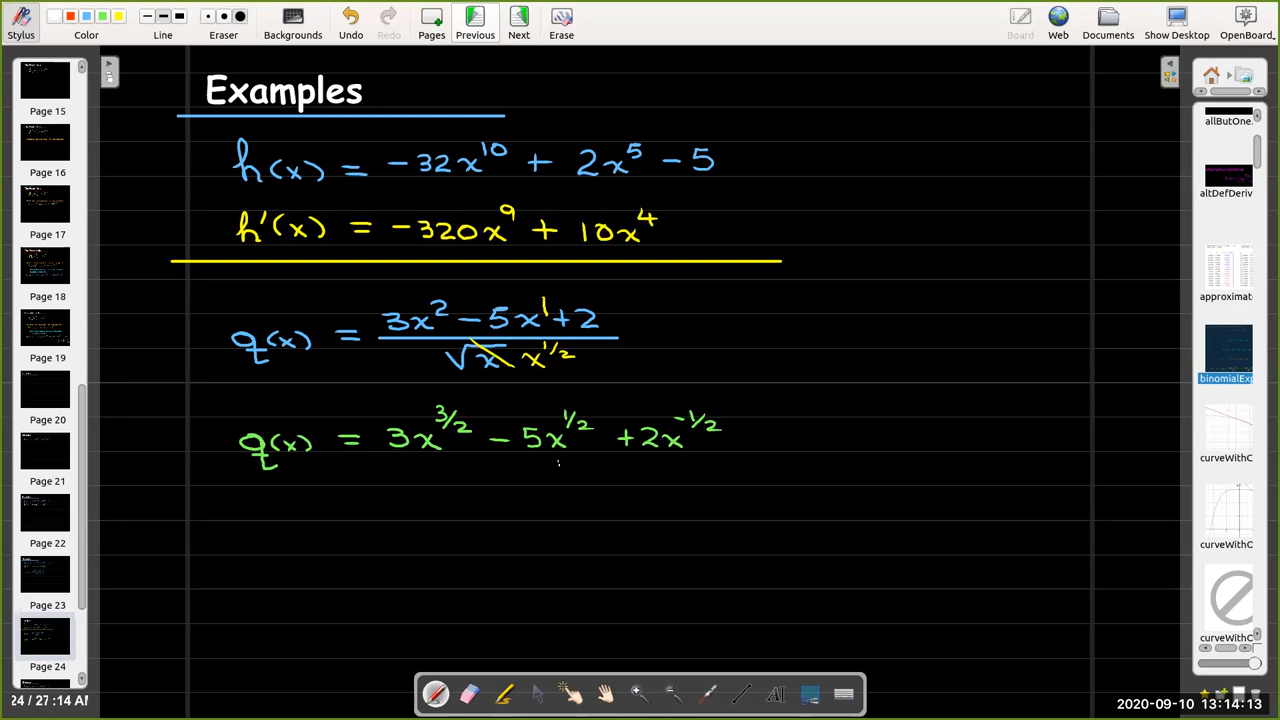 Stylus
Color
Line
Eraser
Backgrounds
Undo
Redo
Pages
Previous
Next
Erase
Board
Web
Documents
Show Desktop
OpenBoard
Page 15
Page 16
Page 17
Page 18
Page 19
Page 20
Page 21
Page 22
Page 23
Page 24
24 / 27:14 AM
Examples
h(x) = -32x^10 + 2x^5 - 5
h'(x) = -320x^9 + 10x^4
q(x) = 3x^2 - 5x^1 + 2
√x x^1/2
q(x) = 3x^3/2 - 5x^1/2 + 2x^-1/2
allButOne.
altDefDeriv
approximat
binomialExp
curveWithC
curveWithC
curveWithC
2020-09-10 13:14:13